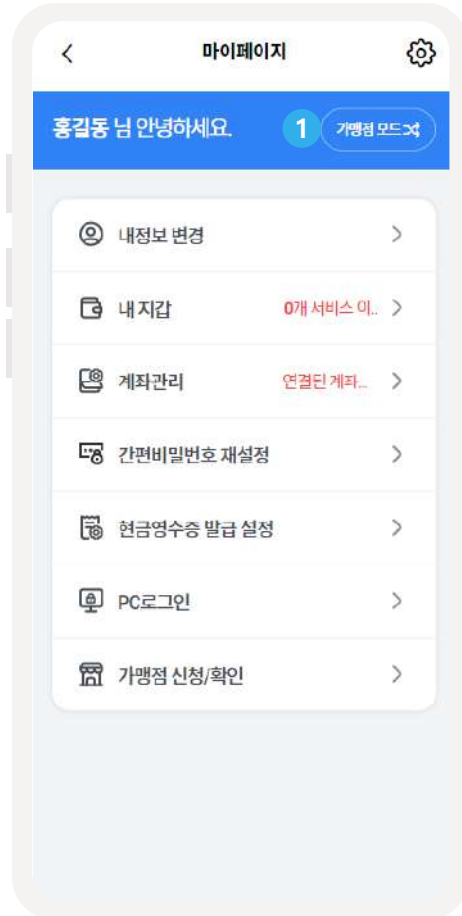 마이페이지
홍길동 님 안녕하세요. 1 가맹점 모드
내정보 변경
내 지갑 0개 서비스 이..
계좌관리 연결된 계좌...
간편비밀번호 재설정
현금영수증 발급 설정
PC로그인
가맹점 신청/확인